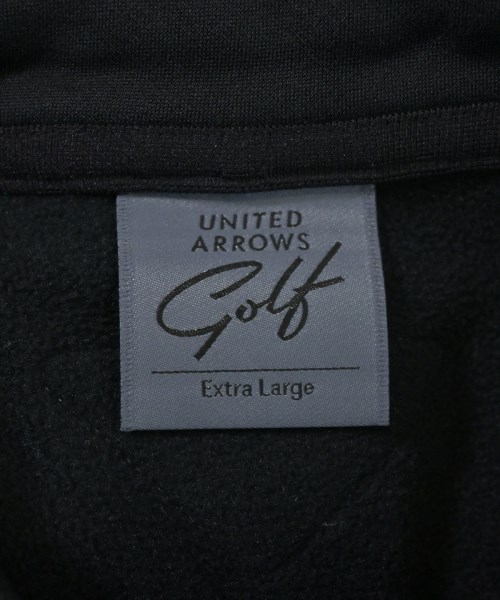 UNITED
ARROWS
Golf
Extra Large